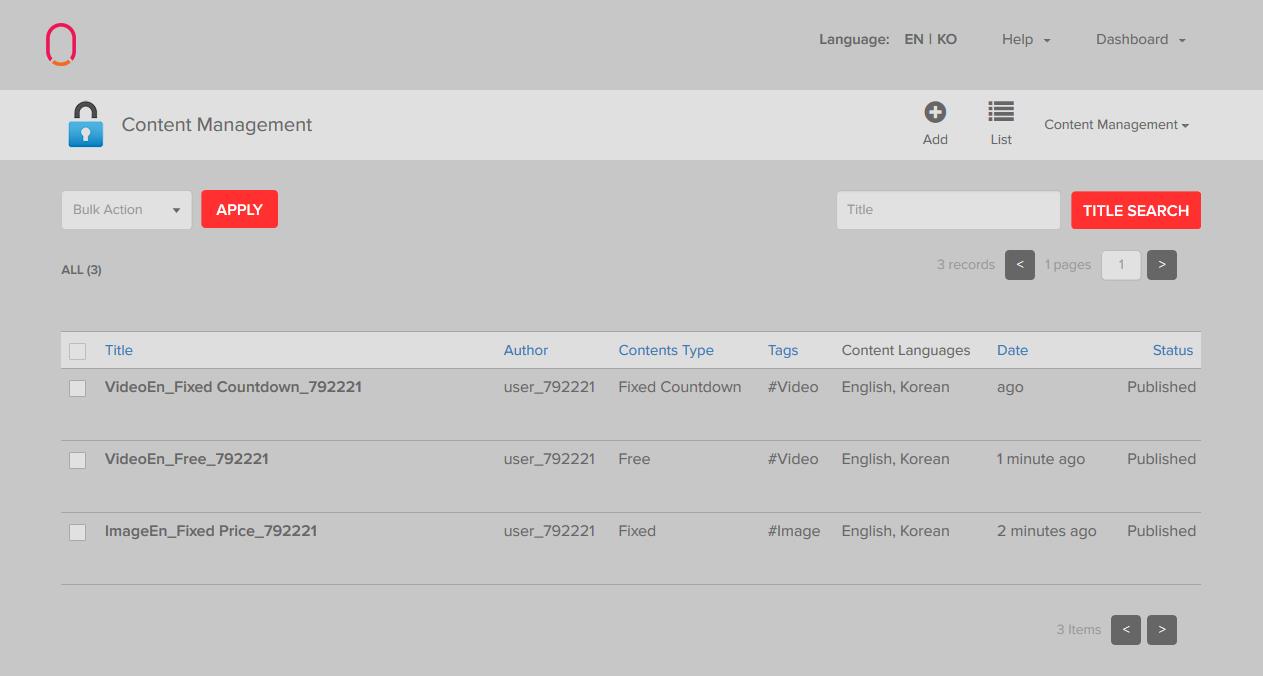 Language: EN | KO Help Dashboard
Content Management
Add List Content Management
Bulk Action APPLY Title TITLE SEARCH
ALL (3) 3 records < 1 pages 1 >
Title Author Contents Type Tags Content Languages Date Status
VideoEn_Fixed Countdown_792221 user_792221 Fixed Countdown #Video English, Korean ago Published
VideoEn_Free_792221 user_792221 Free #Video English, Korean 1 minute ago Published
ImageEn_Fixed Price_792221 user_792221 Fixed #Image English, Korean 2 minutes ago Published
3 Items < >